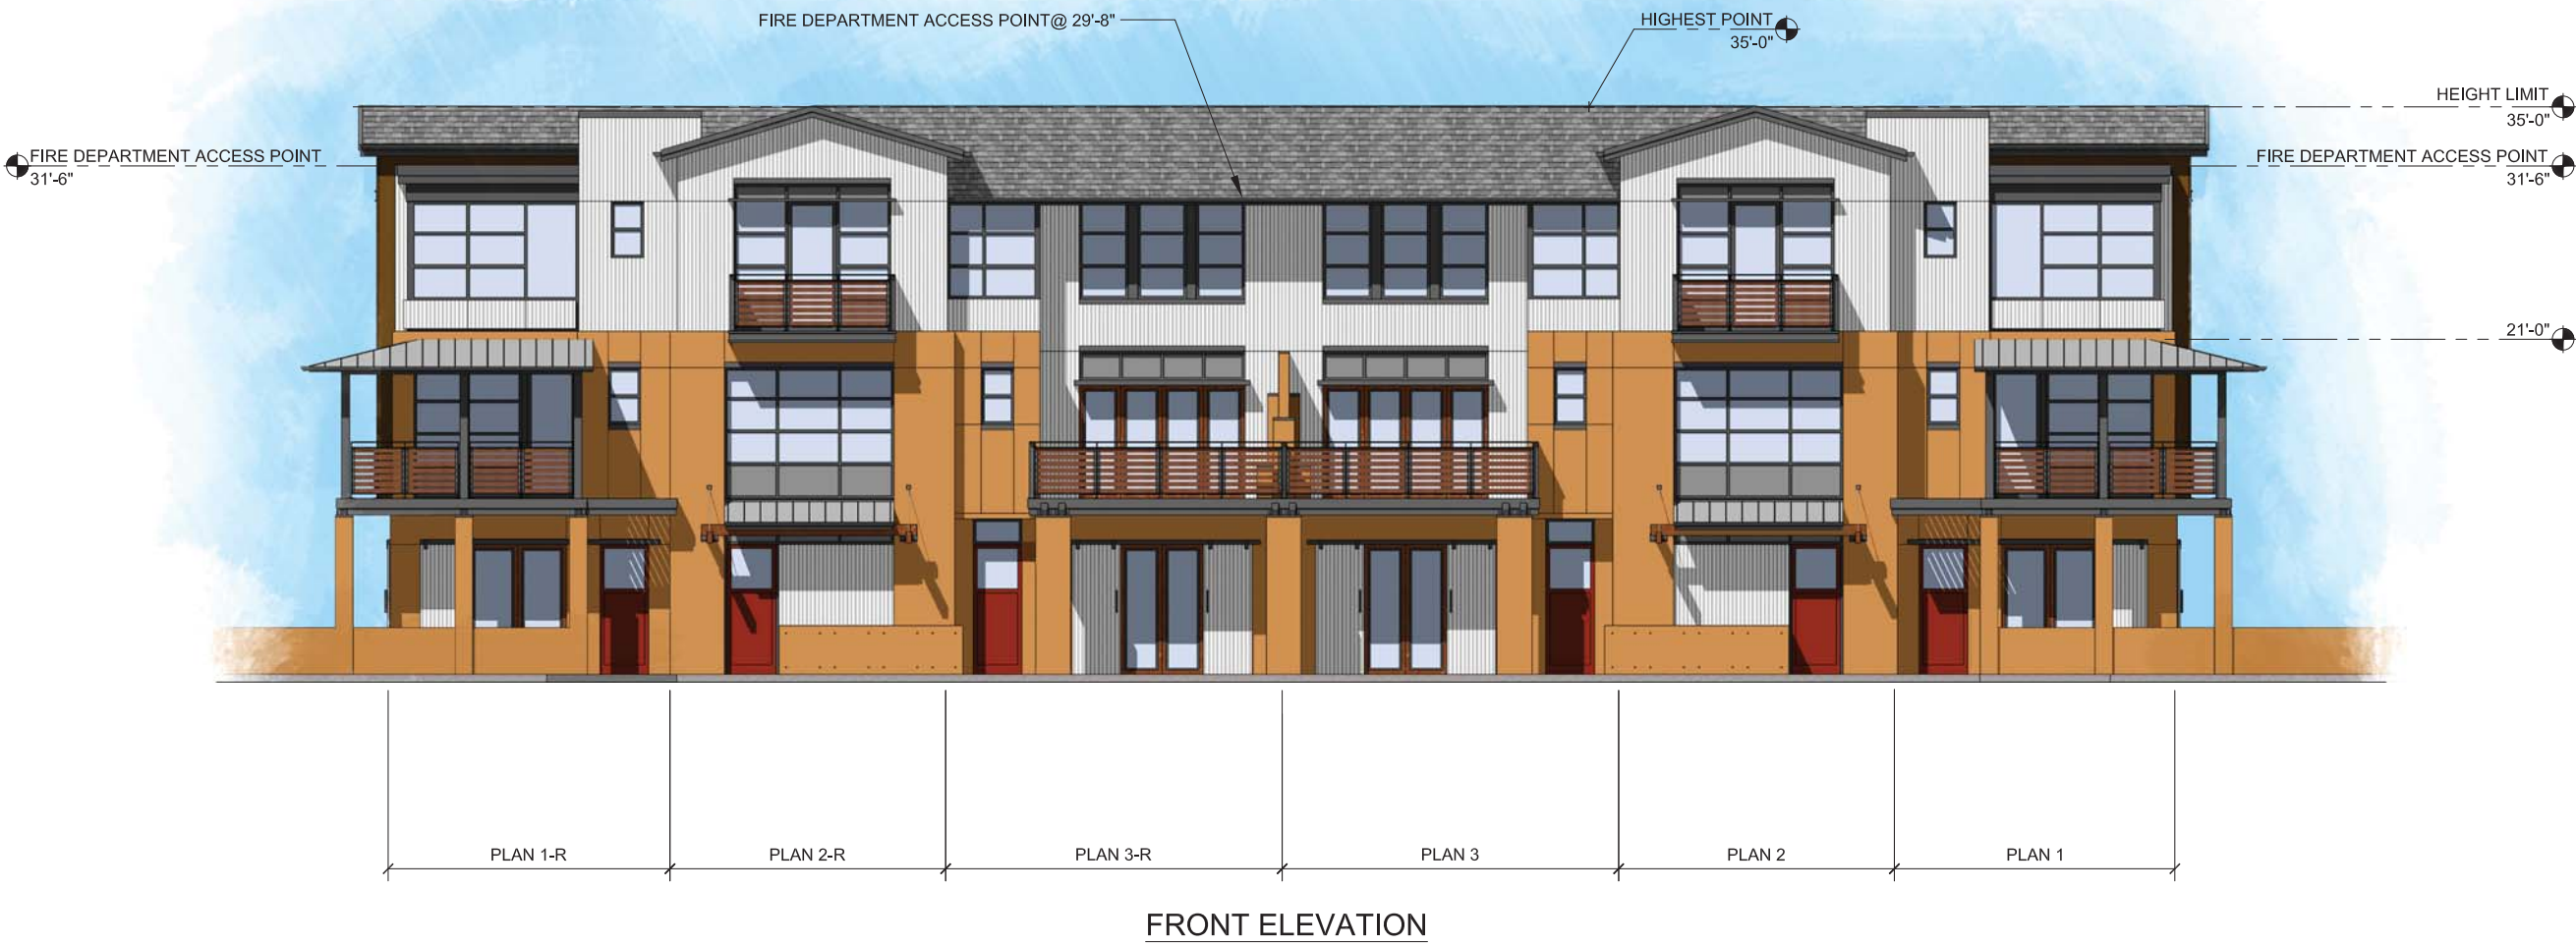 FIRE DEPARTMENT ACCESS POINT@ 29'-8"
HIGHEST POINT
35'-0"
HEIGHT LIMIT
35'-0"
FIRE DEPARTMENT ACCESS POINT
31'-6"
FIRE DEPARTMENT ACCESS POINT
31'-6"
21'-0"
PLAN 1-R
PLAN 2-R
PLAN 3-R
PLAN 3
PLAN 2
PLAN 1
FRONT ELEVATION